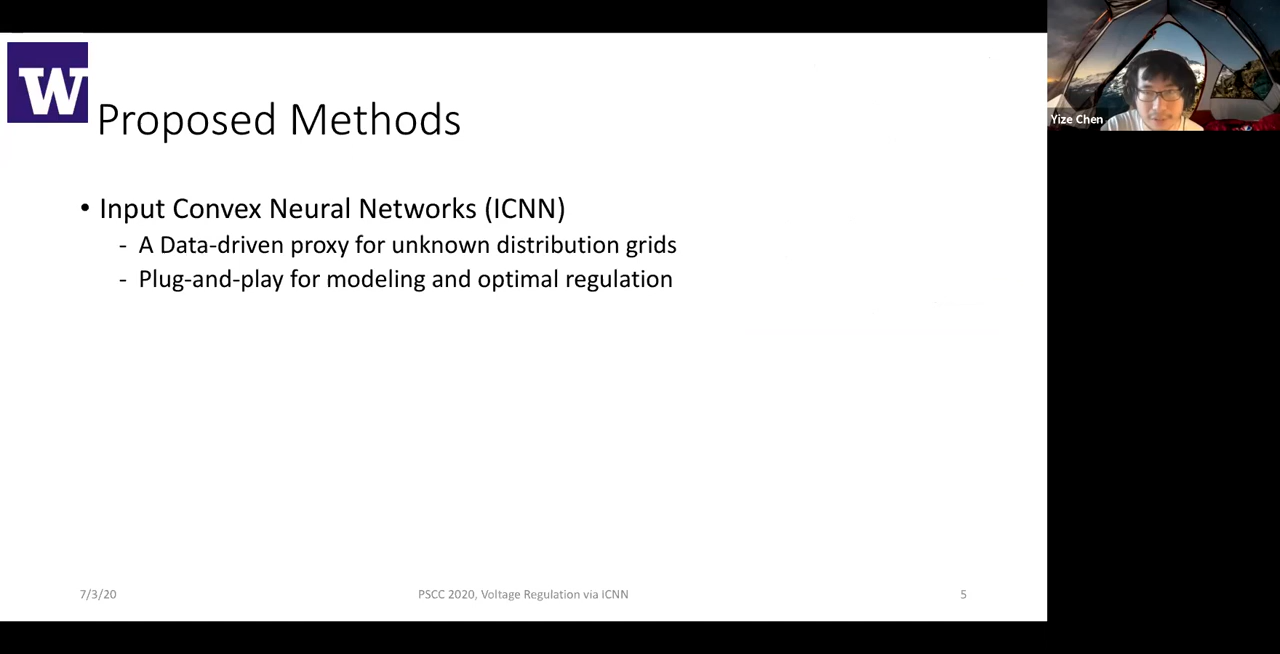 W
Proposed Methods
• Input Convex Neural Networks (ICNN)
- A Data-driven proxy for unknown distribution grids
- Plug-and-play for modeling and optimal regulation
7/3/20
PSCC 2020, Voltage Regulation via ICNN
5
Yize Chen